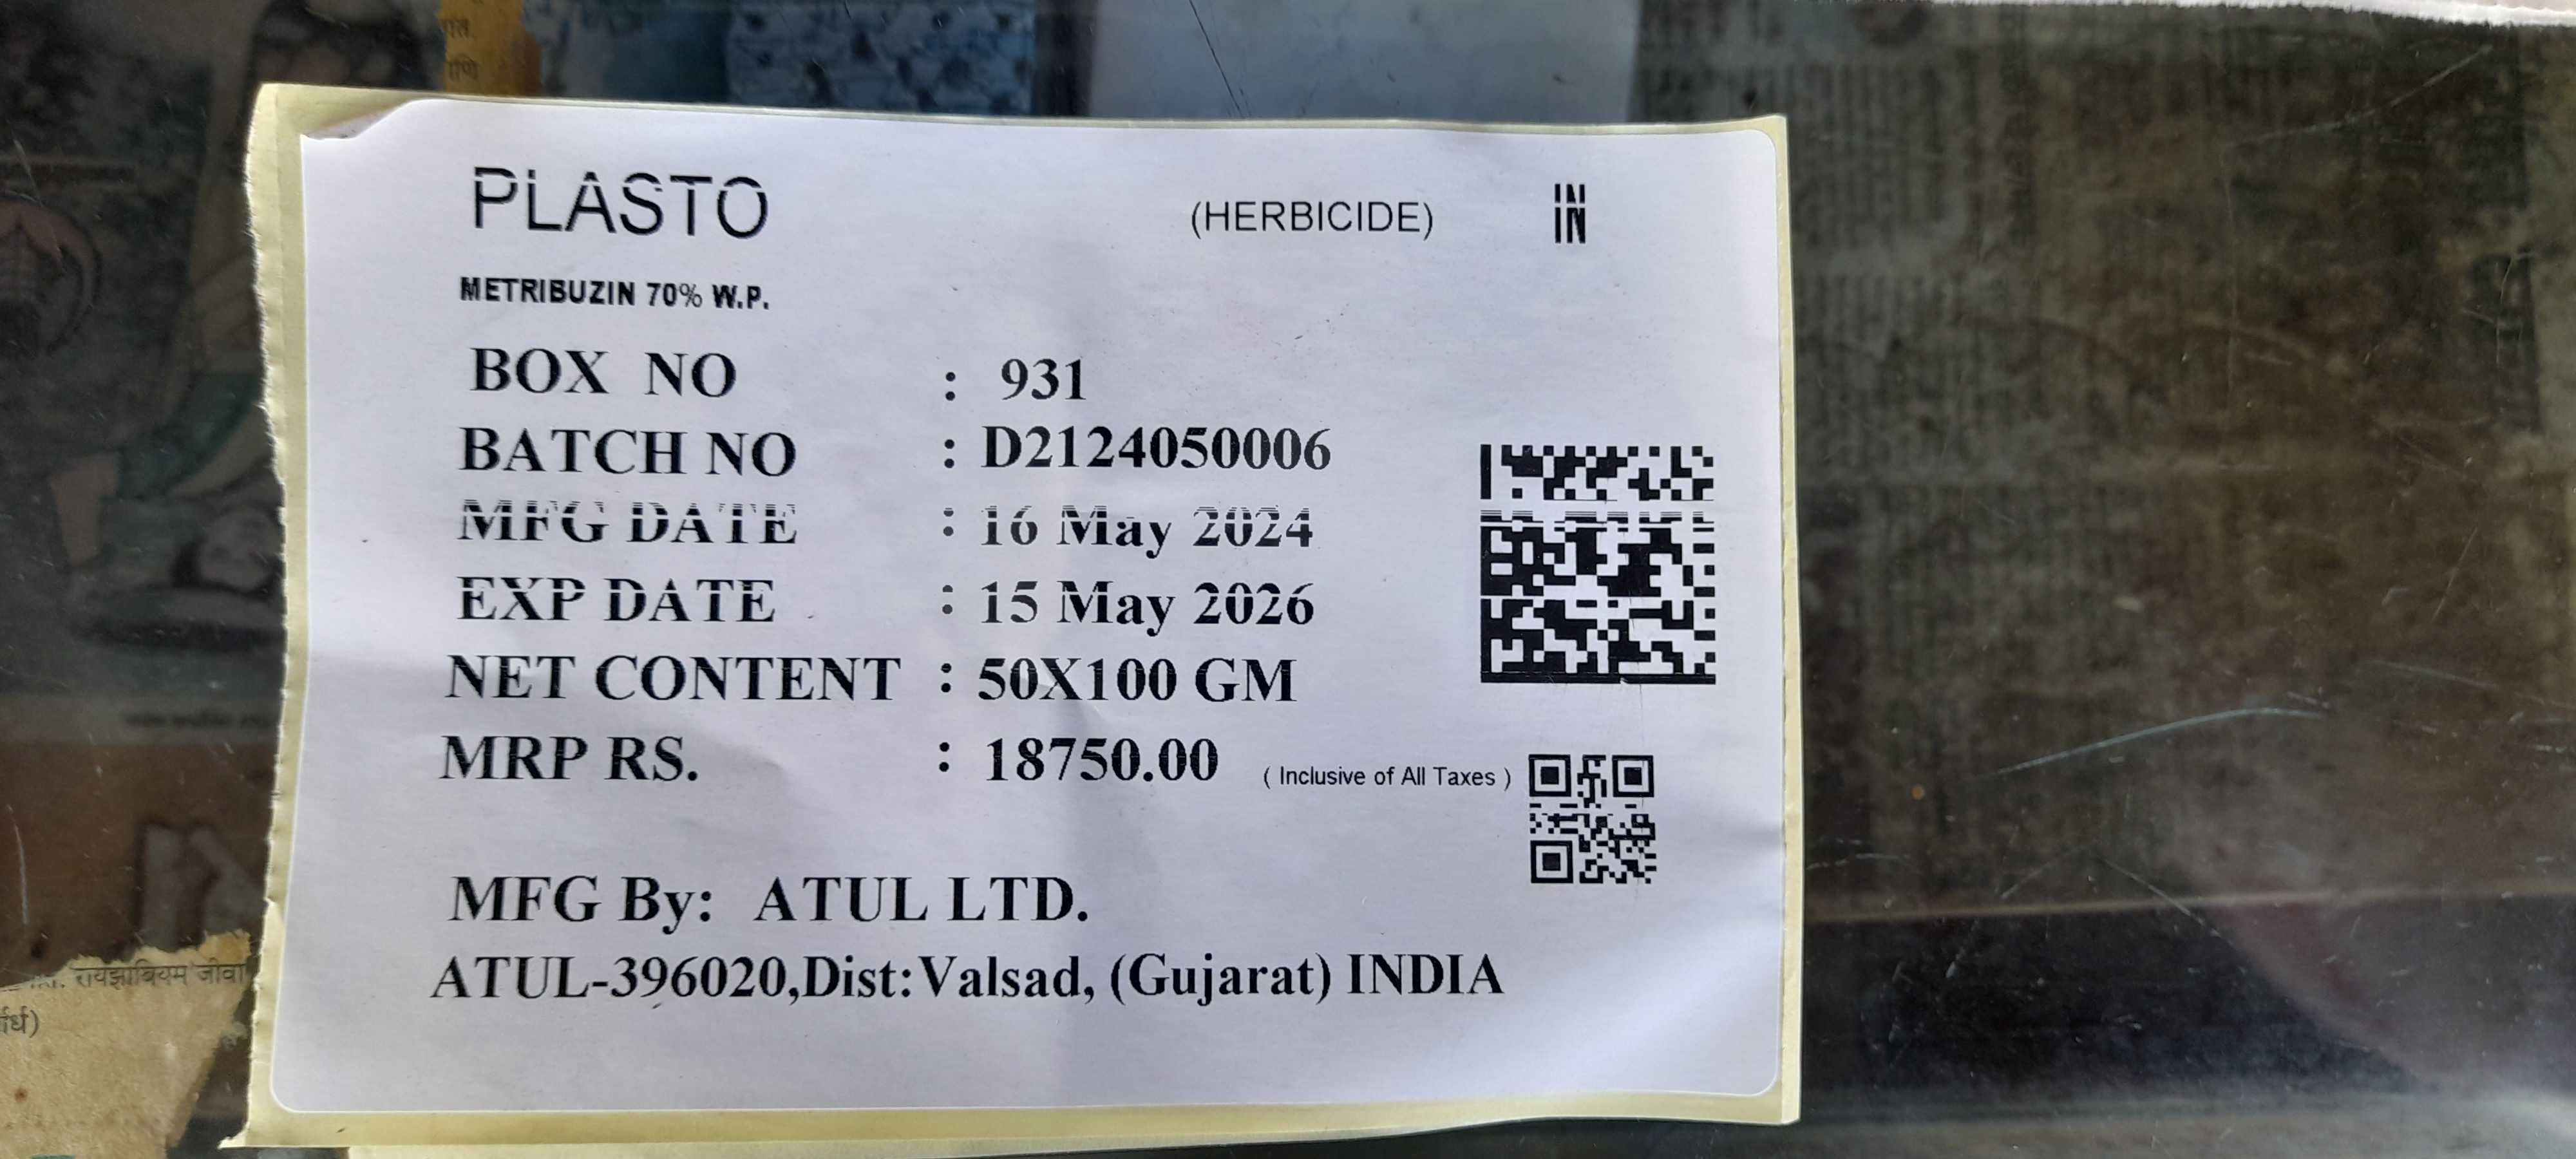 PLASTO (HERBICIDE) IN
METRIBUZIN 70% W.P.
BOX NO : 931
BATCH NO : D2124050006
MFG DATE : 16 May 2024
EXP DATE : 15 May 2026
NET CONTENT : 50X100 GM
MRP RS. : 18750.00 ( Inclusive of All Taxes )
MFG By: ATUL LTD.
ATUL-396020,Dist:Valsad, (Gujarat) INDIA
रायझोबियम जीवा